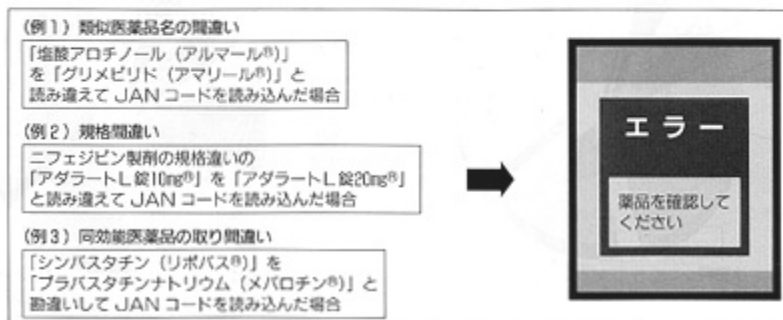 （例1）類似医薬品名の間違い
「塩酸アロチノール（アルマール®）」
を「グリメピリド（アマリール®）」と
読み違えて JAN コードを読み込んだ場合
（例2）規格間違い
ニフェジピン製剤の規格違いの
「アダラートL錠10mg®」を「アダラートL錠20mg®」
と読み違えて JAN コードを読み込んだ場合
（例3）同効能医薬品の取り間違い
「シンバスタチン（リポバス®）」を
「プラバスタチンナトリウム（メバロチン®）」と
勘違いして JAN コードを読み込んだ場合
エラー
薬品を確認して
ください